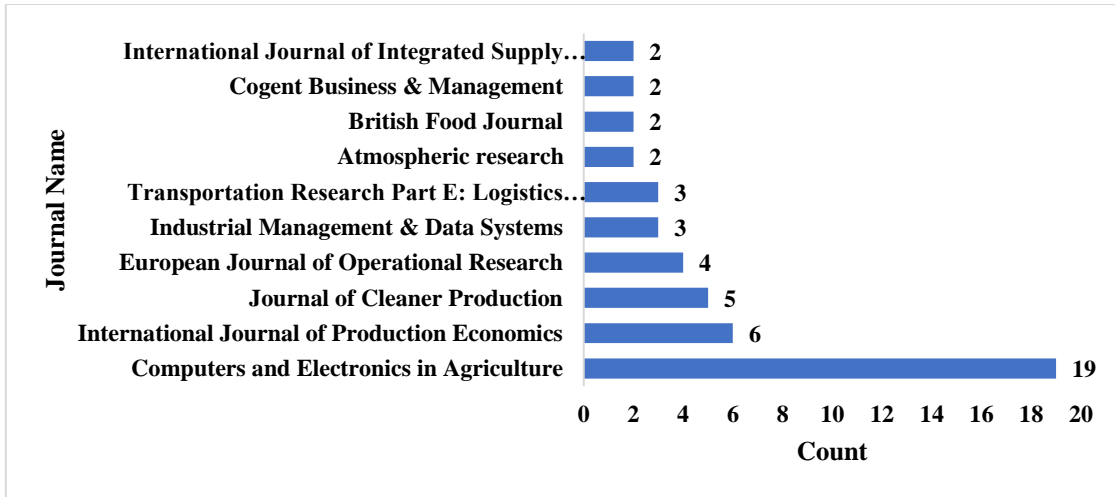 Journal Name
International Journal of Integrated Supply… 2
Cogent Business & Management 2
British Food Journal 2
Atmospheric research 2
Transportation Research Part E: Logistics… 3
Industrial Management & Data Systems 3
European Journal of Operational Research 4
Journal of Cleaner Production 5
International Journal of Production Economics 6
Computers and Electronics in Agriculture 19
0 2 4 6 8 10 12 14 16 18 20
Count